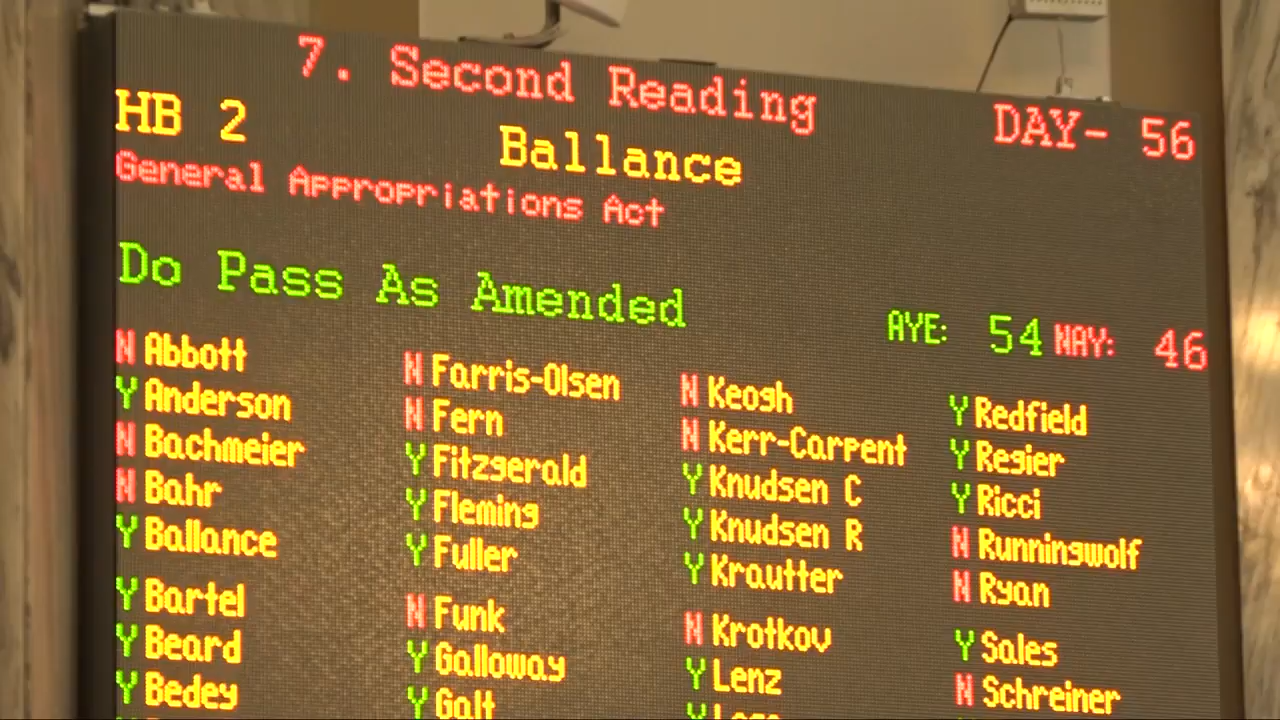 7. Second Reading DAY- 56
HB 2 Ballance
General Appropriations Act
Do Pass As Amended
AYE: 54 NAY: 46
N Abbott
Y Anderson
N Bachmeier
N Bahr
Y Ballance
Y Bartel
Y Beard
Y Bedey
N Farris-Olsen
N Fern
Y Fitzgerald
Y Fleming
Y Fuller
N Funk
Y Galloway
Y Galt
N Keogh
N Kerr-Carpent
Y Knudsen C
Y Knudsen R
Y Krautter
N Krotkov
Y Lenz
Y Redfield
Y Regier
Y Ricci
N Runningwolf
N Ryan
Y Sales
N Schreiner